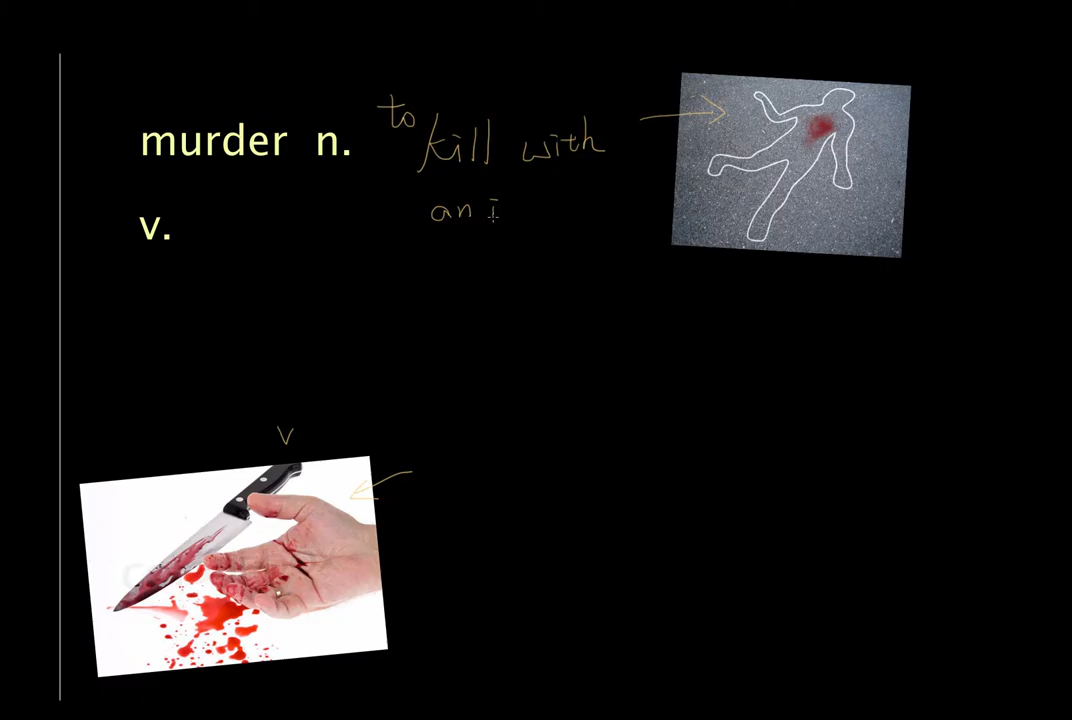 murder n. to kill with
v. an i
v